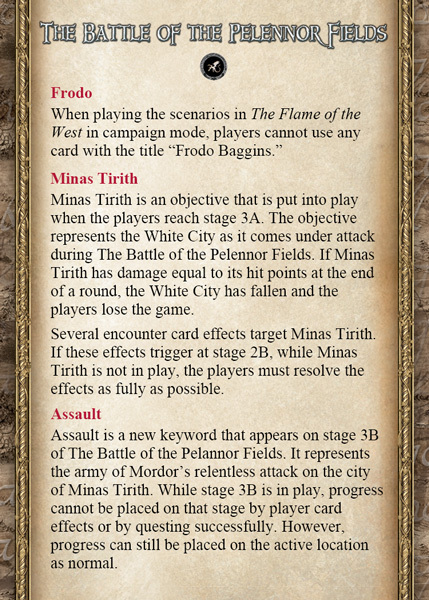 The Battle of the Pelennor Fields
Frodo
When playing the scenarios in The Flame of the
West in campaign mode, players cannot use any
card with the title “Frodo Baggins.”
Minas Tirith
Minas Tirith is an objective that is put into play
when the players reach stage 3A. The objective
represents the White City as it comes under attack
during The Battle of the Pelennor Fields. If Minas
Tirith has damage equal to its hit points at the end
of a round, the White City has fallen and the
players lose the game.
Several encounter card effects target Minas Tirith.
If these effects trigger at stage 2B, while Minas
Tirith is not in play, the players must resolve the
effects as fully as possible.
Assault
Assault is a new keyword that appears on stage 3B
of The Battle of the Pelannor Fields. It represents
the army of Mordor’s relentless attack on the city
of Minas Tirith. While stage 3B is in play, progress
cannot be placed on that stage by player card
effects or by questing successfully. However,
progress can still be placed on the active location
as normal.